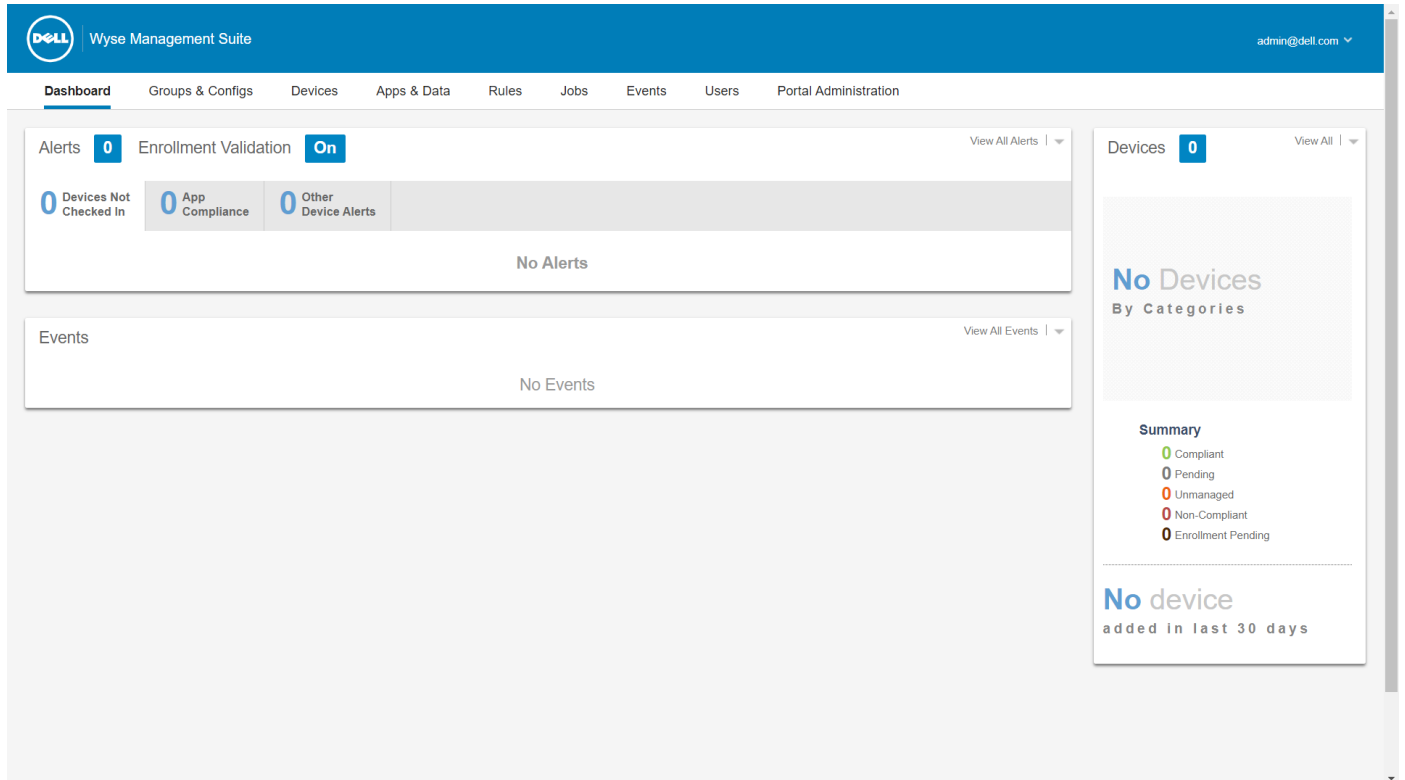 DELL
Wyse Management Suite
admin@dell.com
Dashboard Groups & Configs Devices Apps & Data Rules Jobs Events Users Portal Administration
Alerts 0 Enrollment Validation On
View All Alerts
0 Devices Not
Checked In
0 App
Compliance
0 Other
Device Alerts
No Alerts
Events
View All Events
No Events
Devices 0
View All
No Devices
By Categories
Summary
0 Compliant
0 Pending
0 Unmanaged
0 Non-Compliant
0 Enrollment Pending
No device
added in last 30 days